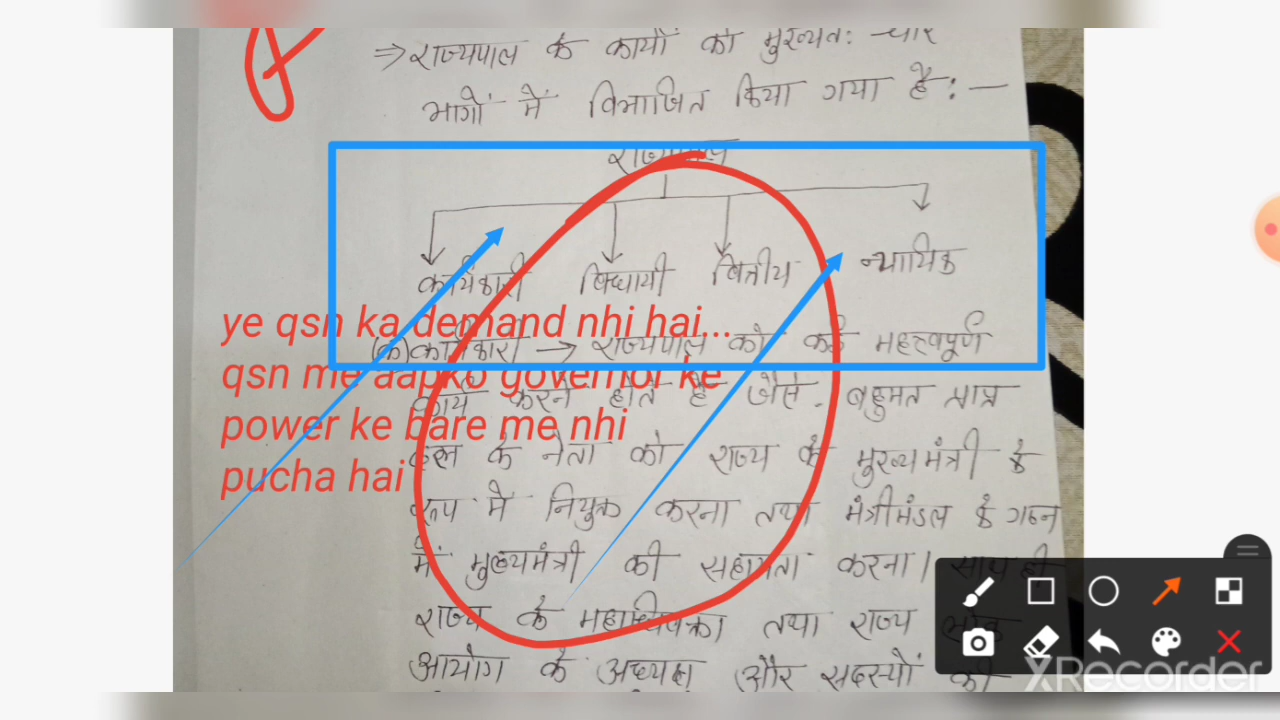 ⇒ राज्यपाल के कार्यों को मुख्यतः चार
भागों में विभाजित किया गया है : —
राज्यपाल
कार्यकारी विधायी वित्तीय न्यायिक
ye qsn ka demand nhi hai...
(क) कार्यकारी → राज्यपाल को कई महत्त्वपूर्ण
qsn me aapko governor ke
कार्य करने होते है जैसे - बहुमत प्राप्त
power ke bare me nhi
दल के नेता को राज्य के मुख्यमंत्री के
pucha hai
रूप में नियुक्त करना तथा मंत्रीमंडल के गठन
में मुख्यमंत्री की सहायता करना। साथ ही
राज्य के महाधिवक्ता तथा राज्य लोक
आयोग के अध्यक्ष और सदस्यों की
XRecorder